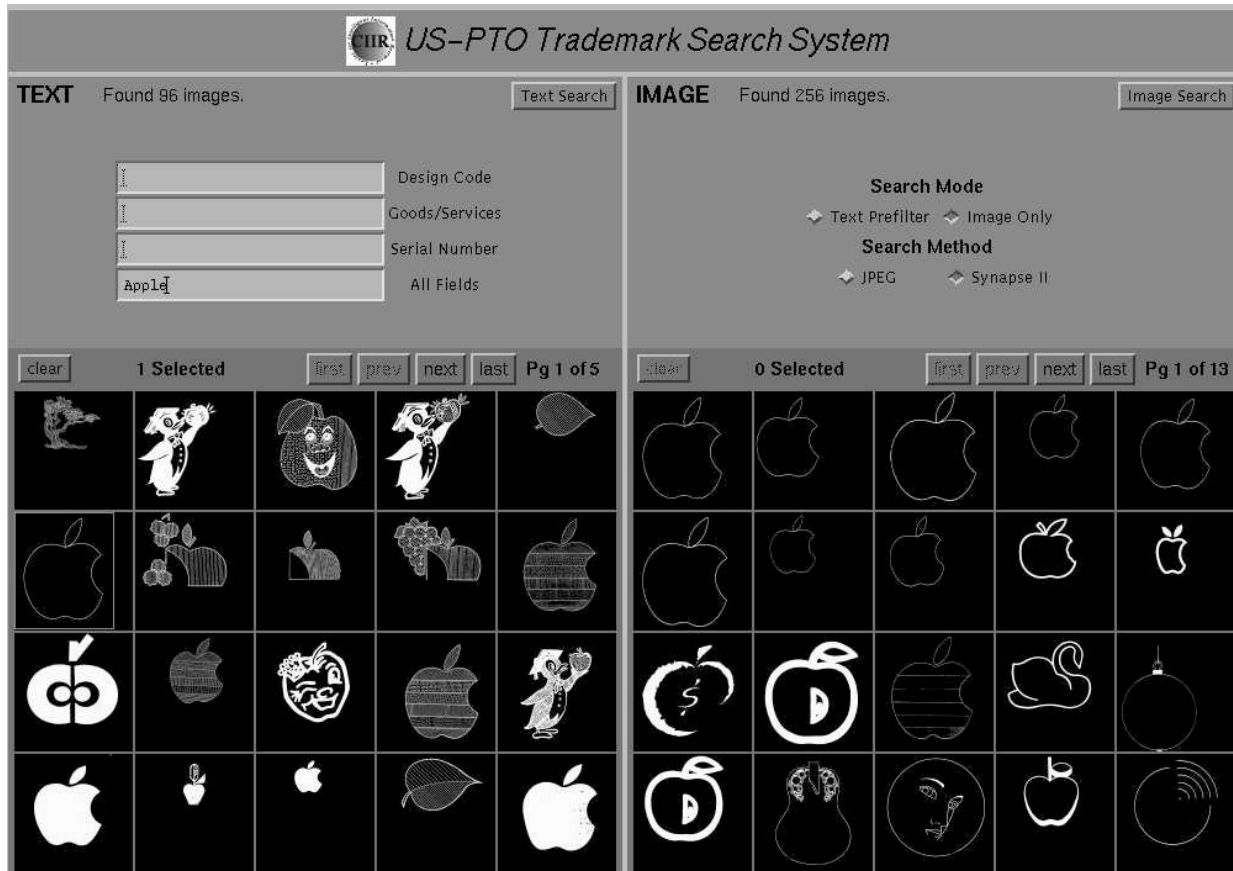 CIIR US-PTO Trademark Search System
TEXT Found 96 images. Text Search
Design Code
Goods/Services
Serial Number
Apple All Fields
clear 1 Selected first prev next last Pg 1 of 5
IMAGE Found 256 images. Image Search
Search Mode
Text Prefilter Image Only
Search Method
JPEG Synapse II
clear 0 Selected first prev next last Pg 1 of 13